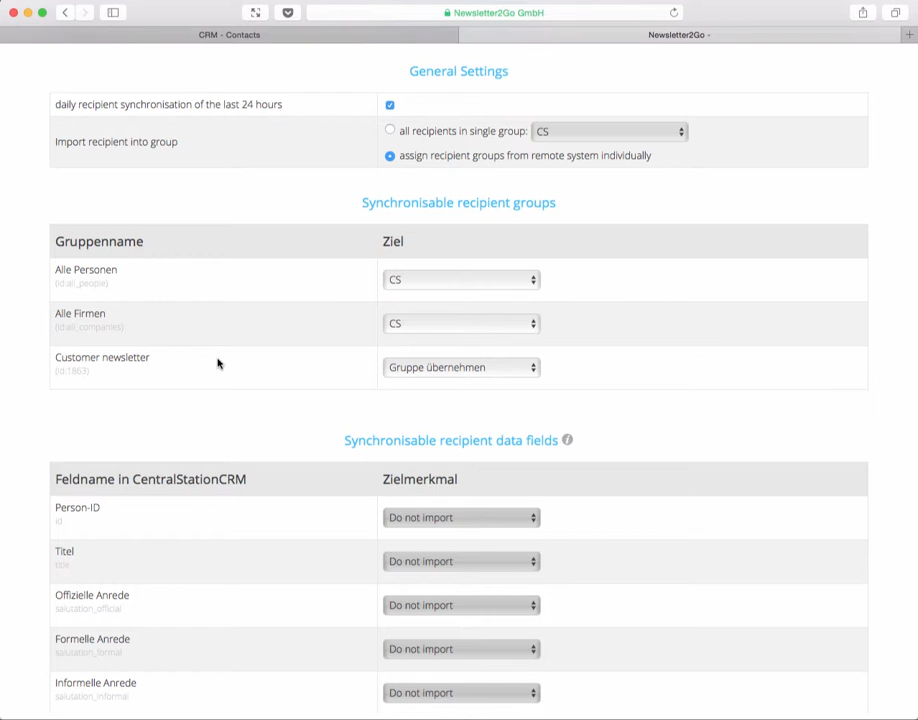 Newsletter2Go GmbH
CRM - Contacts
Newsletter2Go -
General Settings
daily recipient synchronisation of the last 24 hours
Import recipient into group
all recipients in single group:
CS
assign recipient groups from remote system individually
Synchronisable recipient groups
Gruppenname
Ziel
Alle Personen
(id:all_people)
CS
Alle Firmen
(id:all_companies)
CS
Customer newsletter
(id:1863)
Gruppe übernehmen
Synchronisable recipient data fields
Feldname in CentralStationCRM
Zielmerkmal
Person-ID
id
Do not import
Titel
title
Do not import
Offizielle Anrede
salutation_official
Do not import
Formelle Anrede
salutation_formal
Do not import
Informelle Anrede
salutation_informal
Do not import